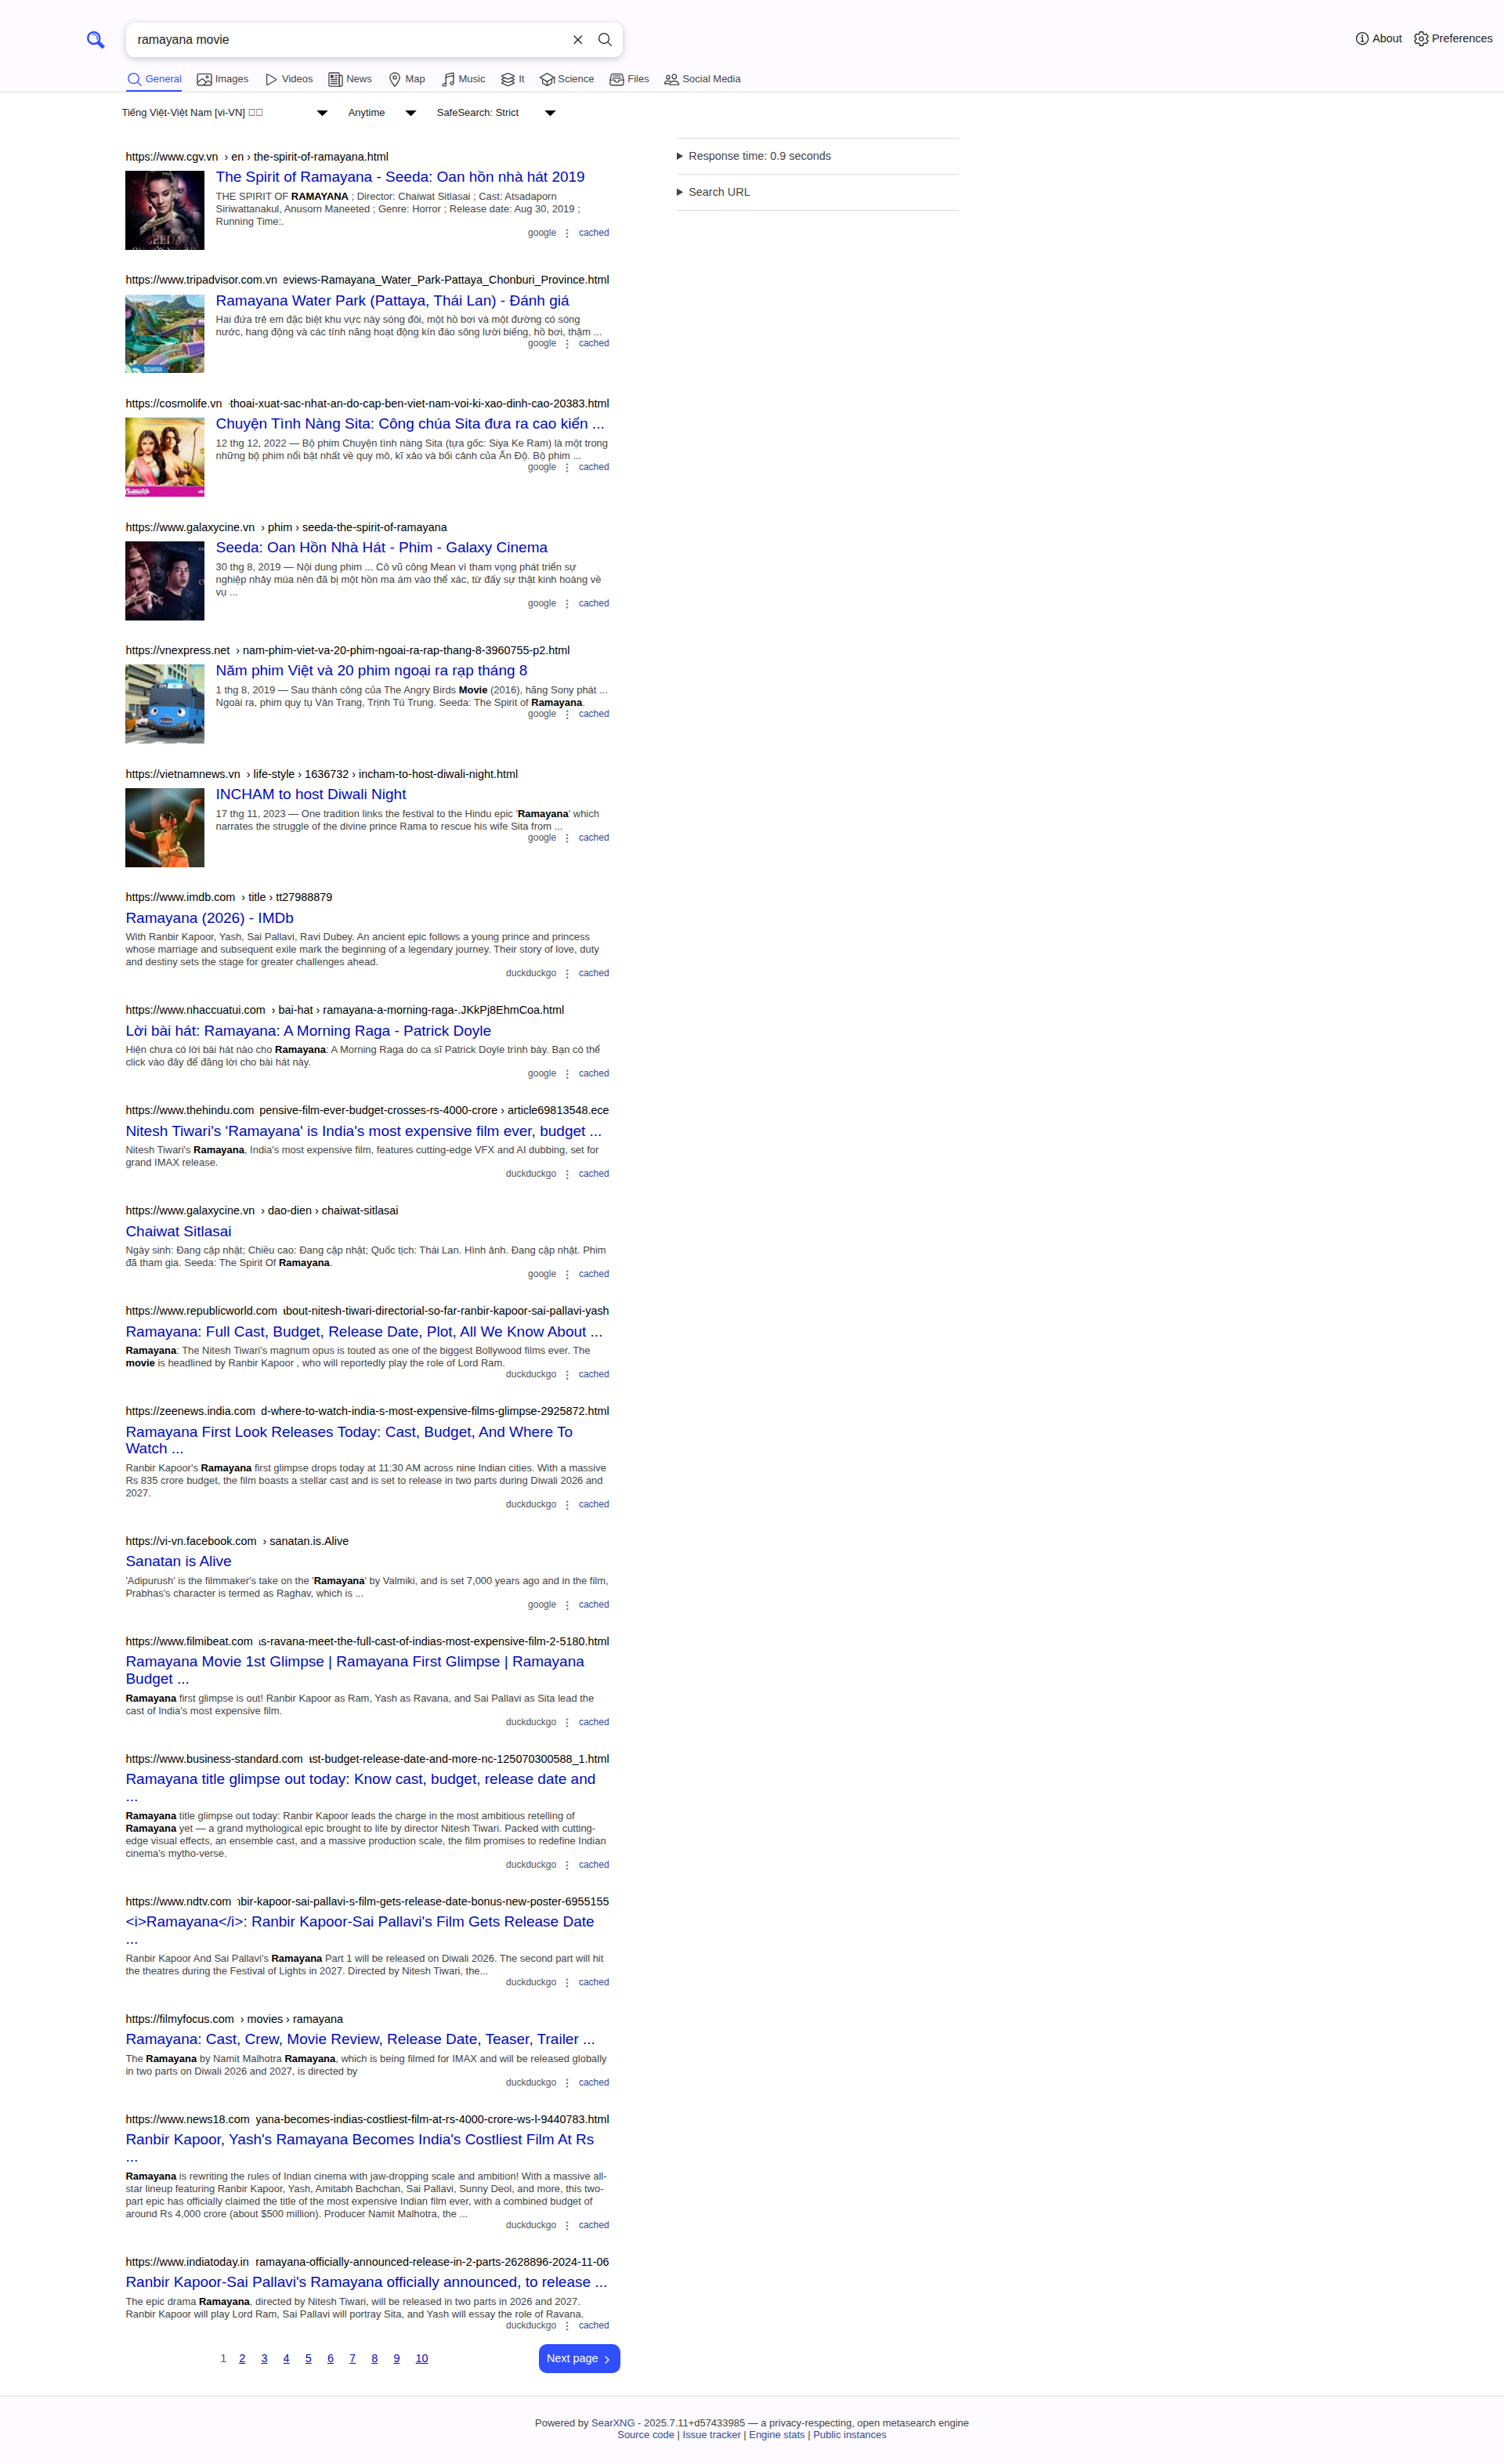 ramayana movie
About
Preferences
General
Images
Videos
News
Map
Music
It
Science
Files
Social Media
Tiếng Việt-Việt Nam [vi-VN]
Anytime
SafeSearch: Strict
Response time: 0.9 seconds
Search URL
https://www.cgv.vn › en › the-spirit-of-ramayana.html
The Spirit of Ramayana - Seeda: Oan hồn nhà hát 2019
THE SPIRIT OF RAMAYANA ; Director: Chaiwat Sitlasai ; Cast: Atsadaporn
Siriwattanakul, Anusorn Maneeted ; Genre: Horror ; Release date: Aug 30, 2019 ;
Running Time:.
google cached
https://www.tripadvisor.com.vn eviews-Ramayana_Water_Park-Pattaya_Chonburi_Province.html
Ramayana Water Park (Pattaya, Thái Lan) - Đánh giá
Hai đứa trẻ em đặc biệt khu vực này sóng đôi, một hồ bơi và một đường có sóng
nước, hang động và các tính năng hoạt động kín đáo sông lười biếng, hồ bơi, thậm ...
google cached
https://cosmolife.vn thoai-xuat-sac-nhat-an-do-cap-ben-viet-nam-voi-ki-xao-dinh-cao-20383.html
Chuyện Tình Nàng Sita: Công chúa Sita đưa ra cao kiến ...
12 thg 12, 2022 — Bộ phim Chuyện tình nàng Sita (tựa gốc: Siya Ke Ram) là một trong
những bộ phim nổi bật nhất về quy mô, kĩ xảo và bối cảnh của Ấn Độ. Bộ phim ...
google cached
https://www.galaxycine.vn › phim › seeda-the-spirit-of-ramayana
Seeda: Oan Hồn Nhà Hát - Phim - Galaxy Cinema
30 thg 8, 2019 — Nội dung phim ... Cô vũ công Mean vì tham vọng phát triển sự
nghiệp nhảy múa nên đã bị một hồn ma ám vào thể xác, từ đấy sự thật kinh hoàng về
vụ ...
google cached
https://vnexpress.net › nam-phim-viet-va-20-phim-ngoai-ra-rap-thang-8-3960755-p2.html
Năm phim Việt và 20 phim ngoại ra rạp tháng 8
1 thg 8, 2019 — Sau thành công của The Angry Birds Movie (2016), hãng Sony phát ...
Ngoài ra, phim quy tụ Văn Trang, Trịnh Tú Trung. Seeda: The Spirit of Ramayana.
google cached
https://vietnamnews.vn › life-style › 1636732 › incham-to-host-diwali-night.html
INCHAM to host Diwali Night
17 thg 11, 2023 — One tradition links the festival to the Hindu epic 'Ramayana' which
narrates the struggle of the divine prince Rama to rescue his wife Sita from ...
google cached
https://www.imdb.com › title › tt27988879
Ramayana (2026) - IMDb
With Ranbir Kapoor, Yash, Sai Pallavi, Ravi Dubey. An ancient epic follows a young prince and princess
whose marriage and subsequent exile mark the beginning of a legendary journey. Their story of love, duty
and destiny sets the stage for greater challenges ahead.
duckduckgo cached
https://www.nhaccuatui.com › bai-hat › ramayana-a-morning-raga-.JKkPj8EhmCoa.html
Lời bài hát: Ramayana: A Morning Raga - Patrick Doyle
Hiện chưa có lời bài hát nào cho Ramayana: A Morning Raga do ca sĩ Patrick Doyle trình bày. Bạn có thể
click vào đây để đăng lời cho bài hát này.
google cached
https://www.thehindu.com pensive-film-ever-budget-crosses-rs-4000-crore › article69813548.ece
Nitesh Tiwari's 'Ramayana' is India's most expensive film ever, budget ...
Nitesh Tiwari's Ramayana, India's most expensive film, features cutting-edge VFX and AI dubbing, set for
grand IMAX release.
duckduckgo cached
https://www.galaxycine.vn › dao-dien › chaiwat-sitlasai
Chaiwat Sitlasai
Ngày sinh: Đang cập nhật; Chiều cao: Đang cập nhật; Quốc tịch: Thái Lan. Hình ảnh. Đang cập nhật. Phim
đã tham gia. Seeda: The Spirit Of Ramayana.
google cached
https://www.republicworld.com about-nitesh-tiwari-directorial-so-far-ranbir-kapoor-sai-pallavi-yash
Ramayana: Full Cast, Budget, Release Date, Plot, All We Know About ...
Ramayana: The Nitesh Tiwari's magnum opus is touted as one of the biggest Bollywood films ever. The
movie is headlined by Ranbir Kapoor , who will reportedly play the role of Lord Ram.
duckduckgo cached
https://zeenews.india.com d-where-to-watch-india-s-most-expensive-films-glimpse-2925872.html
Ramayana First Look Releases Today: Cast, Budget, And Where To
Watch ...
Ranbir Kapoor's Ramayana first glimpse drops today at 11:30 AM across nine Indian cities. With a massive
Rs 835 crore budget, the film boasts a stellar cast and is set to release in two parts during Diwali 2026 and
2027.
duckduckgo cached
https://vi-vn.facebook.com › sanatan.is.Alive
Sanatan is Alive
'Adipurush' is the filmmaker's take on the 'Ramayana' by Valmiki, and is set 7,000 years ago and in the film,
Prabhas's character is termed as Raghav, which is ...
google cached
https://www.filmibeat.com as-ravana-meet-the-full-cast-of-indias-most-expensive-film-2-5180.html
Ramayana Movie 1st Glimpse | Ramayana First Glimpse | Ramayana
Budget ...
Ramayana first glimpse is out! Ranbir Kapoor as Ram, Yash as Ravana, and Sai Pallavi as Sita lead the
cast of India's most expensive film.
duckduckgo cached
https://www.business-standard.com ast-budget-release-date-and-more-nc-125070300588_1.html
Ramayana title glimpse out today: Know cast, budget, release date and
...
Ramayana title glimpse out today: Ranbir Kapoor leads the charge in the most ambitious retelling of
Ramayana yet — a grand mythological epic brought to life by director Nitesh Tiwari. Packed with cutting-
edge visual effects, an ensemble cast, and a massive production scale, the film promises to redefine Indian
cinema's mytho-verse.
duckduckgo cached
https://www.ndtv.com nbir-kapoor-sai-pallavi-s-film-gets-release-date-bonus-new-poster-6955155
<i>Ramayana</i>: Ranbir Kapoor-Sai Pallavi's Film Gets Release Date
...
Ranbir Kapoor And Sai Pallavi's Ramayana Part 1 will be released on Diwali 2026. The second part will hit
the theatres during the Festival of Lights in 2027. Directed by Nitesh Tiwari, the...
duckduckgo cached
https://filmyfocus.com › movies › ramayana
Ramayana: Cast, Crew, Movie Review, Release Date, Teaser, Trailer ...
The Ramayana by Namit Malhotra Ramayana, which is being filmed for IMAX and will be released globally
in two parts on Diwali 2026 and 2027, is directed by
duckduckgo cached
https://www.news18.com yana-becomes-indias-costliest-film-at-rs-4000-crore-ws-l-9440783.html
Ranbir Kapoor, Yash's Ramayana Becomes India's Costliest Film At Rs
...
Ramayana is rewriting the rules of Indian cinema with jaw-dropping scale and ambition! With a massive all-
star lineup featuring Ranbir Kapoor, Yash, Amitabh Bachchan, Sai Pallavi, Sunny Deol, and more, this two-
part epic has officially claimed the title of the most expensive Indian film ever, with a combined budget of
around Rs 4,000 crore (about $500 million). Producer Namit Malhotra, the ...
duckduckgo cached
https://www.indiatoday.in ramayana-officially-announced-release-in-2-parts-2628896-2024-11-06
Ranbir Kapoor-Sai Pallavi's Ramayana officially announced, to release ...
The epic drama Ramayana, directed by Nitesh Tiwari, will be released in two parts in 2026 and 2027.
Ranbir Kapoor will play Lord Ram, Sai Pallavi will portray Sita, and Yash will essay the role of Ravana.
duckduckgo cached
1 2 3 4 5 6 7 8 9 10
Next page
Powered by SearXNG - 2025.7.11+d57433985 — a privacy-respecting, open metasearch engine
Source code | Issue tracker | Engine stats | Public instances